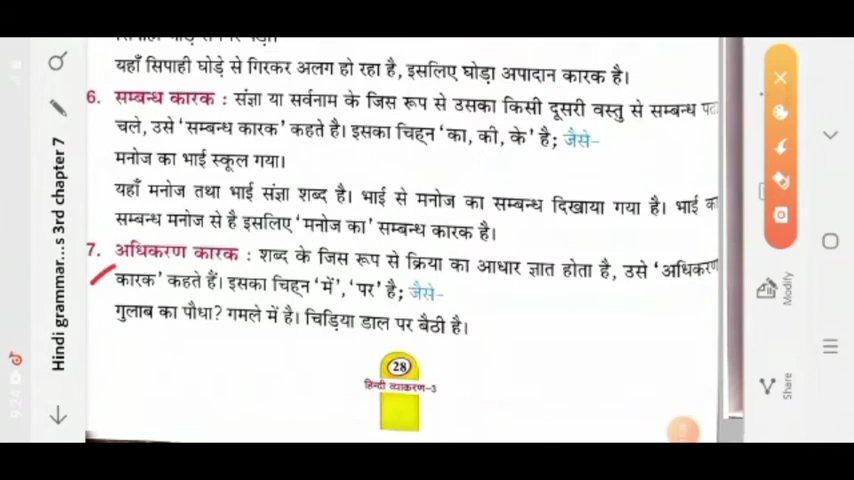 यहाँ सिपाही घोड़े से गिरकर अलग हो रहा है, इसलिए घोड़ा अपादान कारक है।
6. सम्बन्ध कारक : संज्ञा या सर्वनाम के जिस रूप से उसका किसी दूसरी वस्तु से सम्बन्ध पता
चले, उसे 'सम्बन्ध कारक' कहते है। इसका चिह्न 'का, की, के' है; जैसे-
मनोज का भाई स्कूल गया।
यहाँ मनोज तथा भाई संज्ञा शब्द है। भाई से मनोज का सम्बन्ध दिखाया गया है। भाई का
सम्बन्ध मनोज से है इसलिए 'मनोज का' सम्बन्ध कारक है।
7. अधिकरण कारक : शब्द के जिस रूप से क्रिया का आधार ज्ञात होता है, उसे 'अधिकरण
कारक' कहते हैं। इसका चिह्न 'में', 'पर' है; जैसे-
गुलाब का पौधा? गमले में है। चिड़िया डाल पर बैठी है।
28
हिन्दी व्याकरण-3
Hindi grammar...s 3rd chapter 7
9:24
Modify
Share